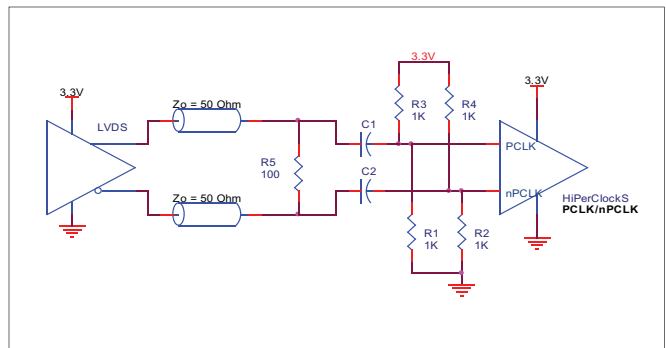 3.3V
3.3V
3.3V
Zo = 50 Ohm
LVDS
R3
1K
R4
1K
C1
PCLK
R5
100
C2
Zo = 50 Ohm
nPCLK
HiPerClockS
PCLK/nPCLK
R1
1K
R2
1K